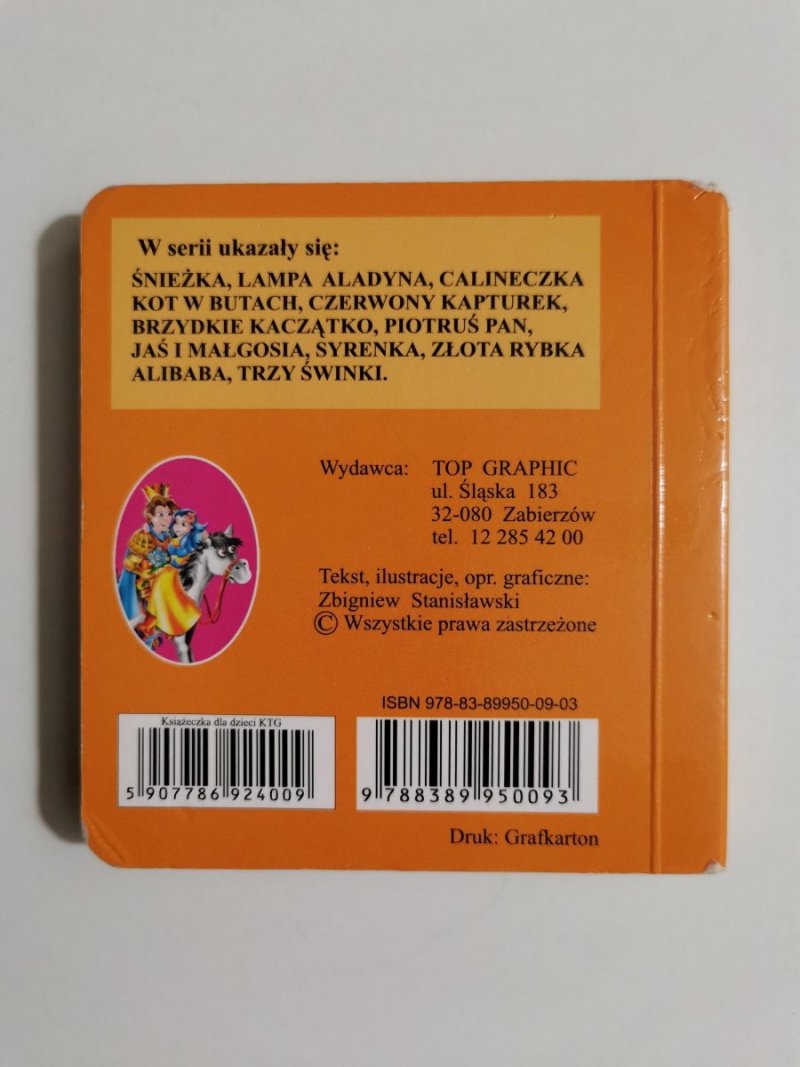 W serii ukazały się:
ŚNIEŻKA, LAMPA ALADYNA, CALINECZKA
KOT W BUTACH, CZERWONY KAPTUREK,
BRZYDKIE KACZĄTKO, PIOTRUŚ PAN,
JAŚ I MAŁGOSIA, SYRENKA, ZŁOTA RYBKA
ALIBABA, TRZY ŚWINKI.
Wydawca: TOP GRAPHIC
ul. Śląska 183
32-080 Zabierzów
tel. 12 285 42 00
Tekst, ilustracje, opr. graficzne:
Zbigniew Stanisławski
© Wszystkie prawa zastrzeżone
Książeczka dla dzieci KTG
5 907786 924009
ISBN 978-83-89950-09-03
9 788389 950093
Druk: Grafkarton